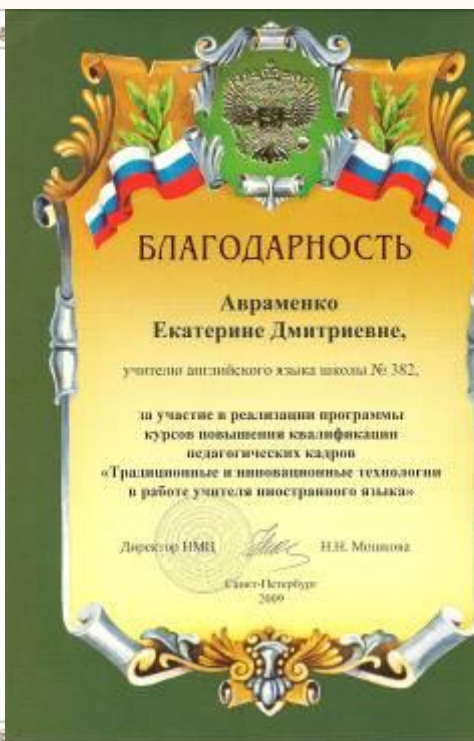 БЛАГОДАРНОСТЬ
Авраменко
Екатерине Дмитриевне,
учителю английского языка школы № 382,
за участие в реализации программы
курсов повышения квалификации
педагогических кадров
«Традиционные и инновационные технологии
в работе учителя иностранного языка»
Директор НМЦ Н.Н. Мошкова
Санкт-Петербург
2009